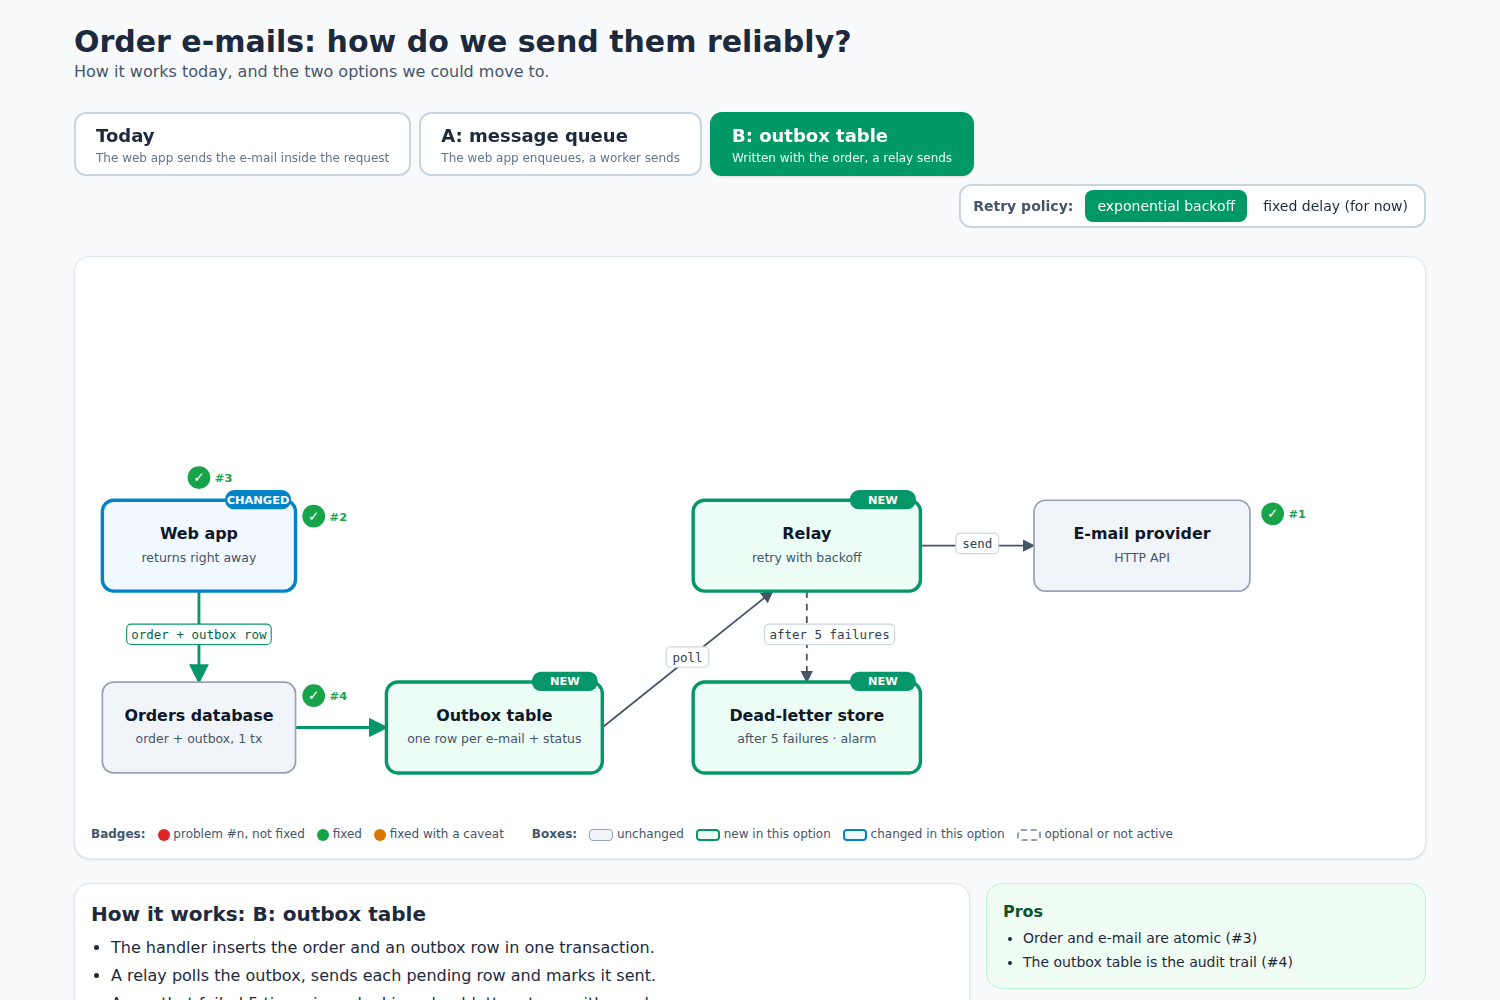 Order e-mails: how do we send them reliably?
How it works today, and the two options we could move to.
Today
The web app sends the e-mail inside the request
A: message queue
The web app enqueues, a worker sends
B: outbox table
Written with the order, a relay sends
Retry policy: exponential backoff fixed delay (for now)
✓ #3
CHANGED
Web app
returns right away
✓ #2
NEW
Relay
retry with backoff
send
E-mail provider
HTTP API
✓ #1
order + outbox row
after 5 failures
poll
Orders database
order + outbox, 1 tx
✓ #4
NEW
Outbox table
one row per e-mail + status
NEW
Dead-letter store
after 5 failures · alarm
Badges: problem #n, not fixed fixed fixed with a caveat Boxes: unchanged new in this option changed in this option optional or not active
How it works: B: outbox table
• The handler inserts the order and an outbox row in one transaction.
• A relay polls the outbox, sends each pending row and marks it sent.
Pros
• Order and e-mail are atomic (#3)
• The outbox table is the audit trail (#4)